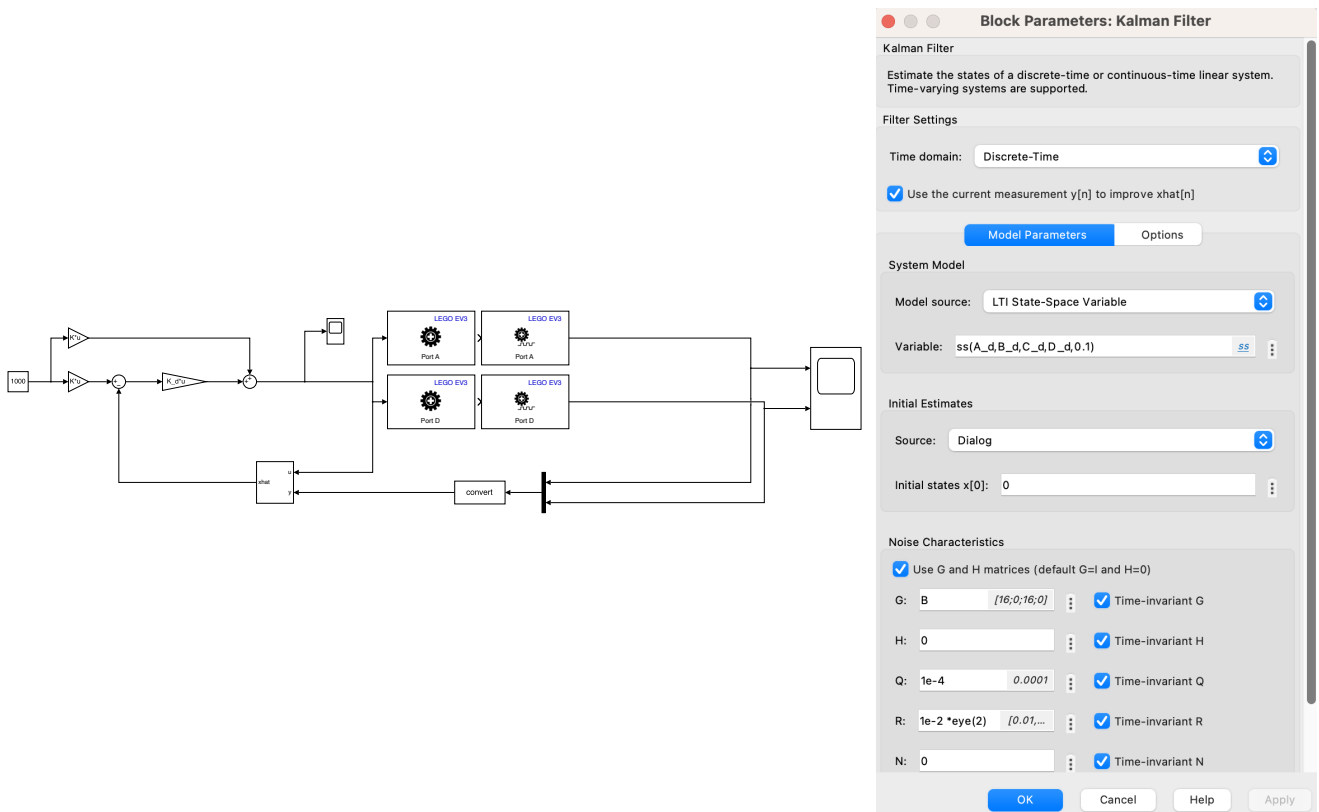 1000
K*u
K*u
+
-
K_d*u
+
+
LEGO EV3
Port A
LEGO EV3
Port A
LEGO EV3
Port D
LEGO EV3
Port D
xhat
u
y
convert
Block Parameters: Kalman Filter
Kalman Filter
Estimate the states of a discrete-time or continuous-time linear system.
Time-varying systems are supported.
Filter Settings
Time domain: Discrete-Time
Use the current measurement y[n] to improve xhat[n]
Model Parameters Options
System Model
Model source: LTI State-Space Variable
Variable: ss(A_d,B_d,C_d,D_d,0.1) ss
Initial Estimates
Source: Dialog
Initial states x[0]: 0
Noise Characteristics
Use G and H matrices (default G=I and H=0)
G: B [16;0;16;0] Time-invariant G
H: 0 Time-invariant H
Q: 1e-4 0.0001 Time-invariant Q
R: 1e-2 *eye(2) [0.01,... Time-invariant R
N: 0 Time-invariant N
OK Cancel Help Apply